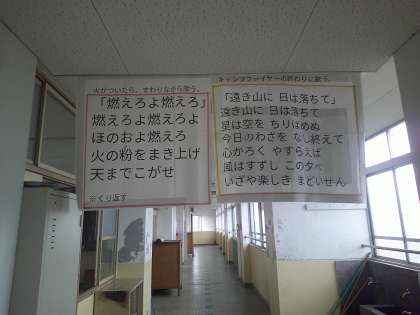 火がついたら、すわりながら歌う。
「燃えろよ燃えろ」
燃えろよ燃えろよ
ほのおよ燃えろ
火の粉をまき上げ
天までこがせ
※くり返す
キャンプファイヤーの終わりに歌う。
「遠き山に 日は落ちて」
遠き山に 日は落ちて
星は空を ちりばめぬ
今日のわざを なし終えて
心かろく やすらえば
風はすずし この夕べ
いざや楽しき まどいせん